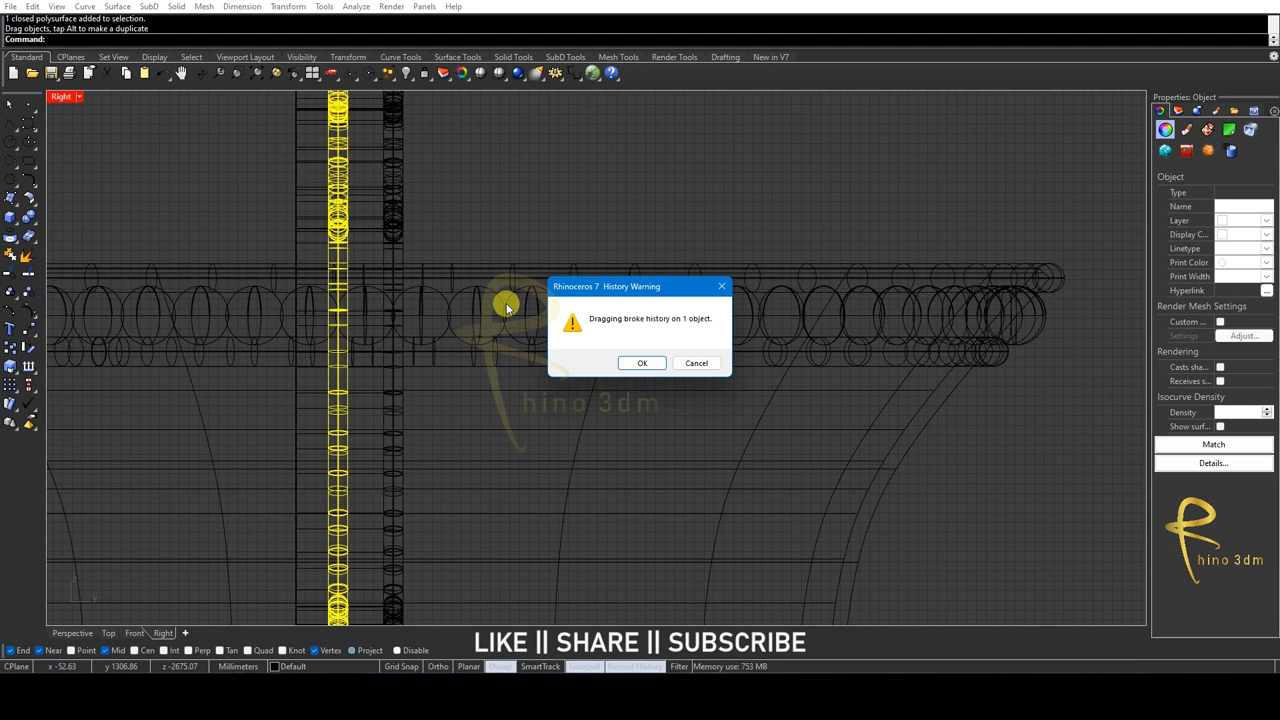 File Edit View Curve Surface Solid SubD Mesh Dimension Transform Tools Analyze Render Panels Help
1 closed polysurface added to selection.
Drag objects, tap Alt to make a duplicate
Command:
Standard CPlanes Set View Display Select Viewport Layout Visibility Transform Curve Tools Surface Tools Solid Tools SubD Tools Mesh Tools Render Tools Drafting New in V7
Right
Properties: Object
Object
Type
Name
Layer
Display C...
Linetype
Print Color
Print Width
Hyperlink ...
Render Mesh Settings
Custom ...
Settings Adjust...
Rendering
Casts sha...
Receives s...
Isocurve Density
Density
Show surf...
Match
Details...
Rhinoceros 7 History Warning
Dragging broke history on 1 object.
OK Cancel
Rhino 3dm
Rhino 3dm
z
y
Perspective Top Front Right
LIKE || SHARE || SUBSCRIBE
End Near Point Mid Cen Int Perp Tan Quad Knot Vertex Project Disable
CPlane x -52.63 y 1306.86 z -2675.07 Millimeters Default Grid Snap Ortho Planar Osnap SmartTrack Gumball Record History Filter Memory use: 753 MB